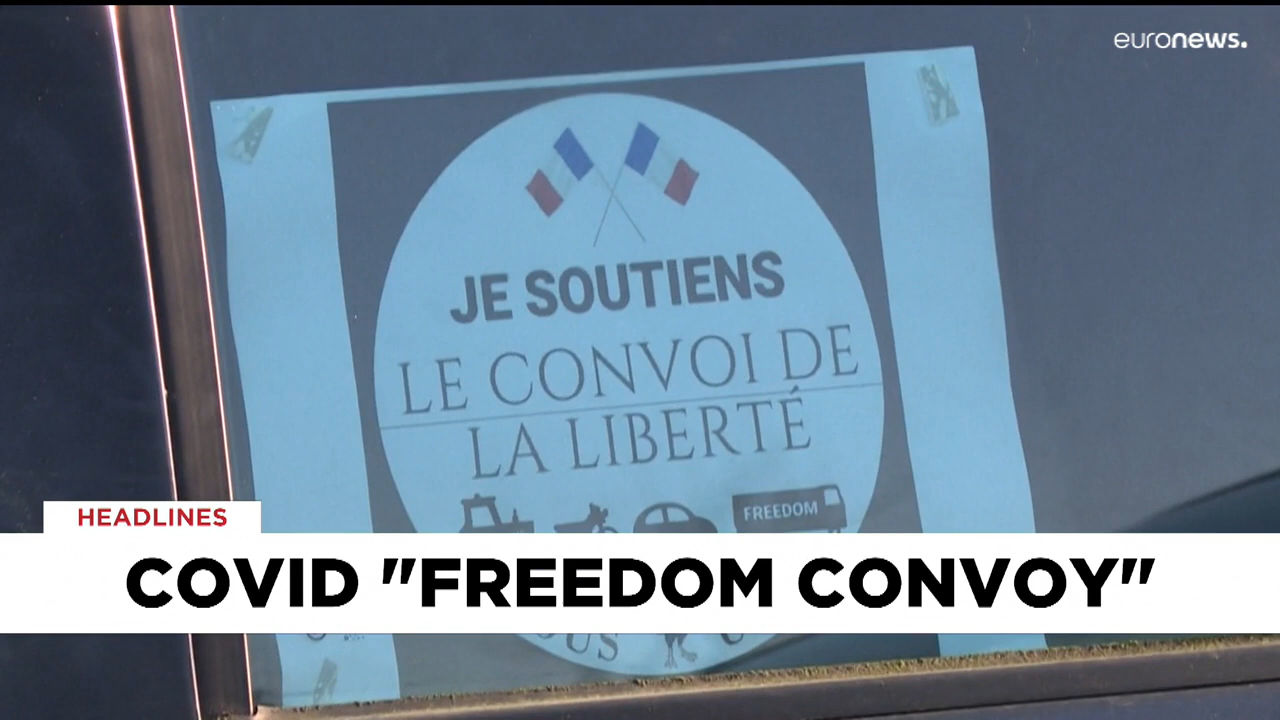 euronews.
JE SOUTIENS
LE CONVOI DE
LA LIBERTÉ
FREEDOM
HEADLINES
COVID "FREEDOM CONVOY"